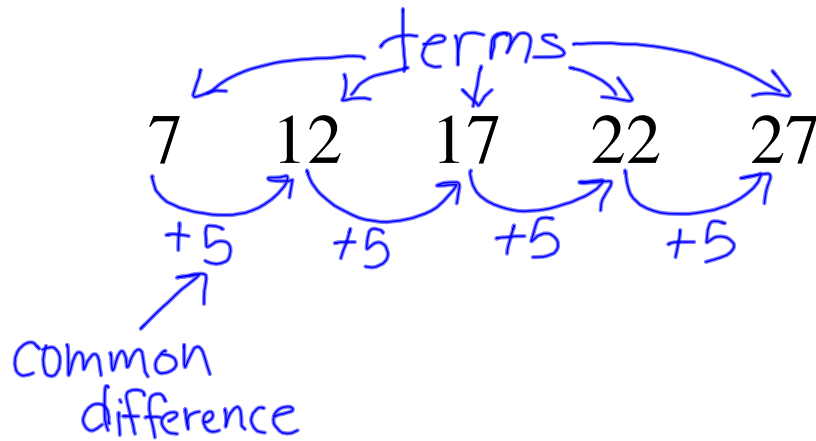 terms
7 12 17 22 27
+5 +5 +5 +5
common
difference